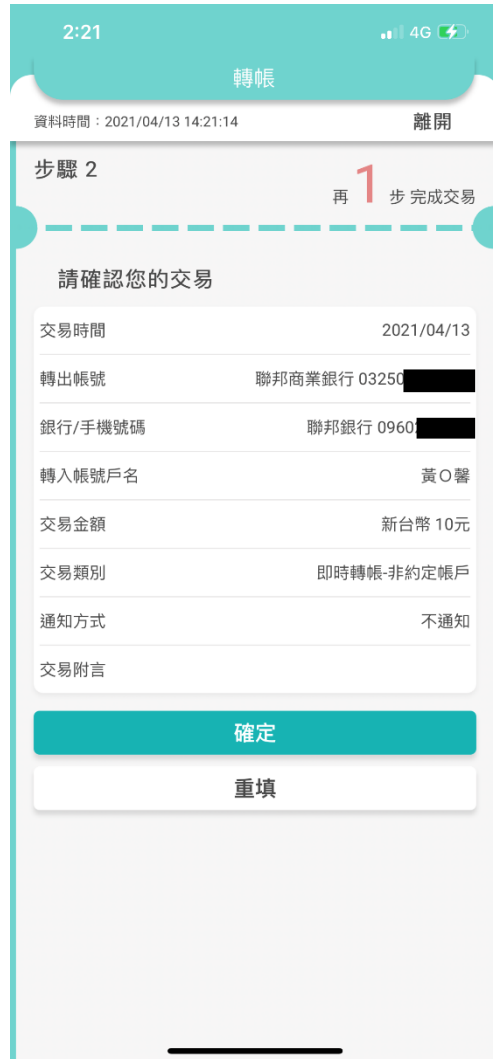 2:21 4G
轉帳
資料時間：2021/04/13 14:21:14 離開
步驟 2
再 1 步 完成交易
請確認您的交易
交易時間 2021/04/13
轉出帳號 聯邦商業銀行 03250
銀行/手機號碼 聯邦銀行 0960
轉入帳號戶名 黃O馨
交易金額 新台幣 10元
交易類別 即時轉帳-非約定帳戶
通知方式 不通知
交易附言
確定
重填